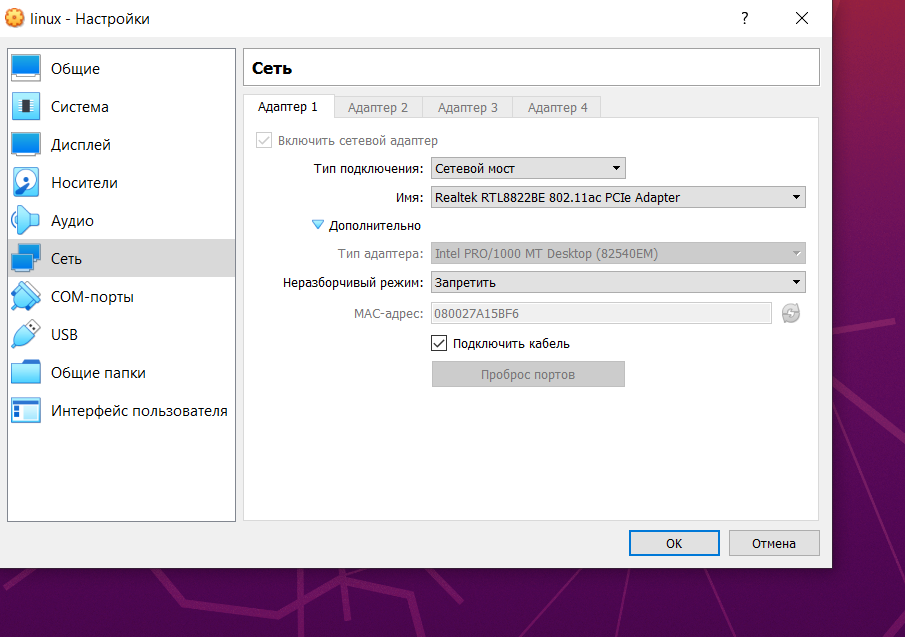 linux - Настройки
?
Общие
Система
Дисплей
Носители
Аудио
Сеть
COM-порты
USB
Общие папки
Интерфейс пользователя
Сеть
Адаптер 1 Адаптер 2 Адаптер 3 Адаптер 4
Включить сетевой адаптер
Тип подключения: Сетевой мост
Имя: Realtek RTL8822BE 802.11ac PCIe Adapter
Дополнительно
Тип адаптера: Intel PRO/1000 MT Desktop (82540EM)
Неразборчивый режим: Запретить
MAC-адрес: 080027A15BF6
Подключить кабель
Проброс портов
OK Отмена